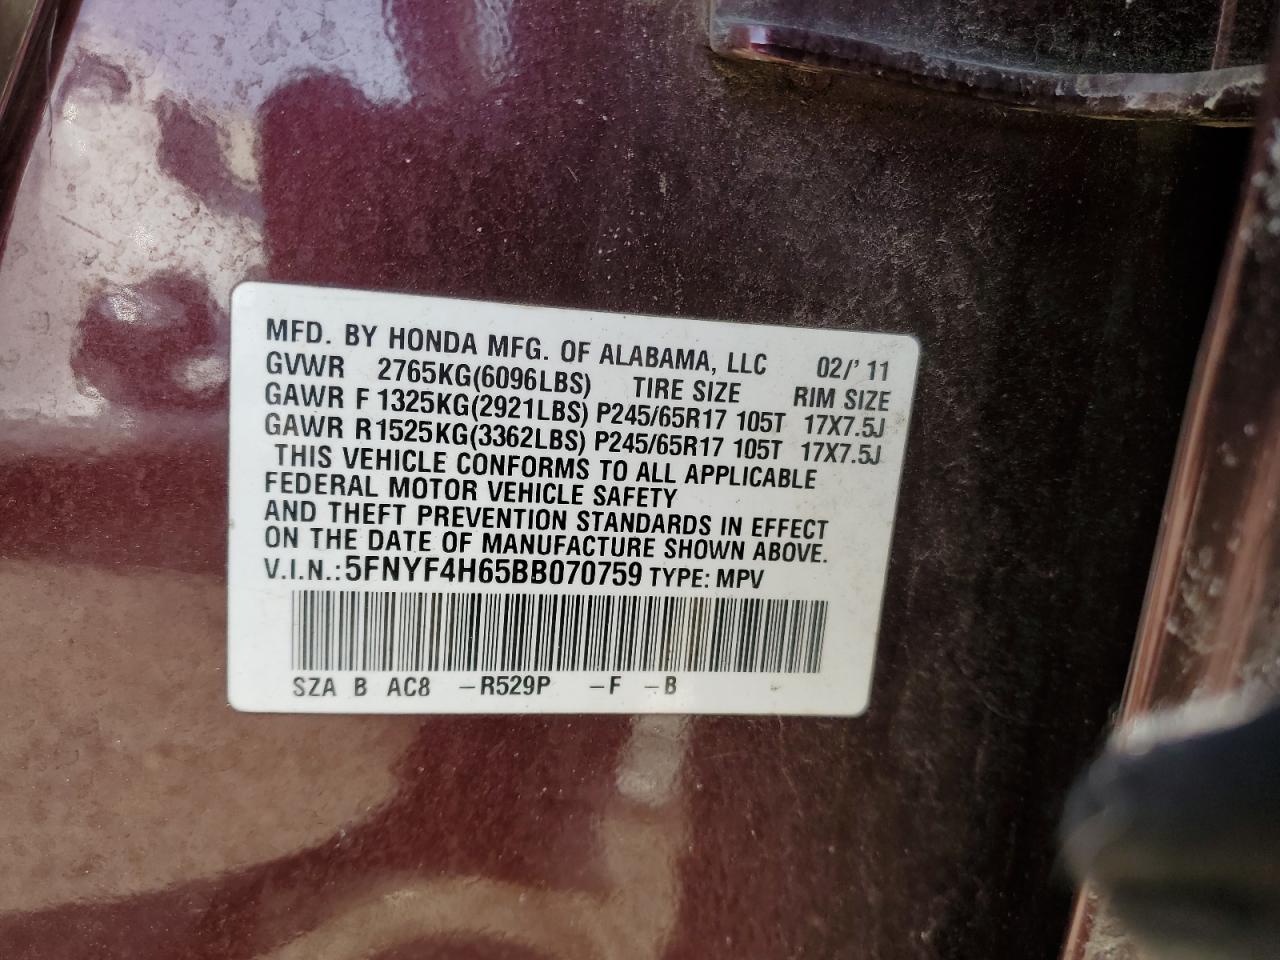 MFD. BY HONDA MFG. OF ALABAMA, LLC 02/' 11
GVWR 2765KG(6096LBS) TIRE SIZE RIM SIZE
GAWR F 1325KG(2921LBS) P245/65R17 105T 17X7.5J
GAWR R1525KG(3362LBS) P245/65R17 105T 17X7.5J
THIS VEHICLE CONFORMS TO ALL APPLICABLE
FEDERAL MOTOR VEHICLE SAFETY
AND THEFT PREVENTION STANDARDS IN EFFECT
ON THE DATE OF MANUFACTURE SHOWN ABOVE.
V.I.N.: 5FNYF4H65BB070759 TYPE: MPV
SZA B AC8 –R529P –F –B –